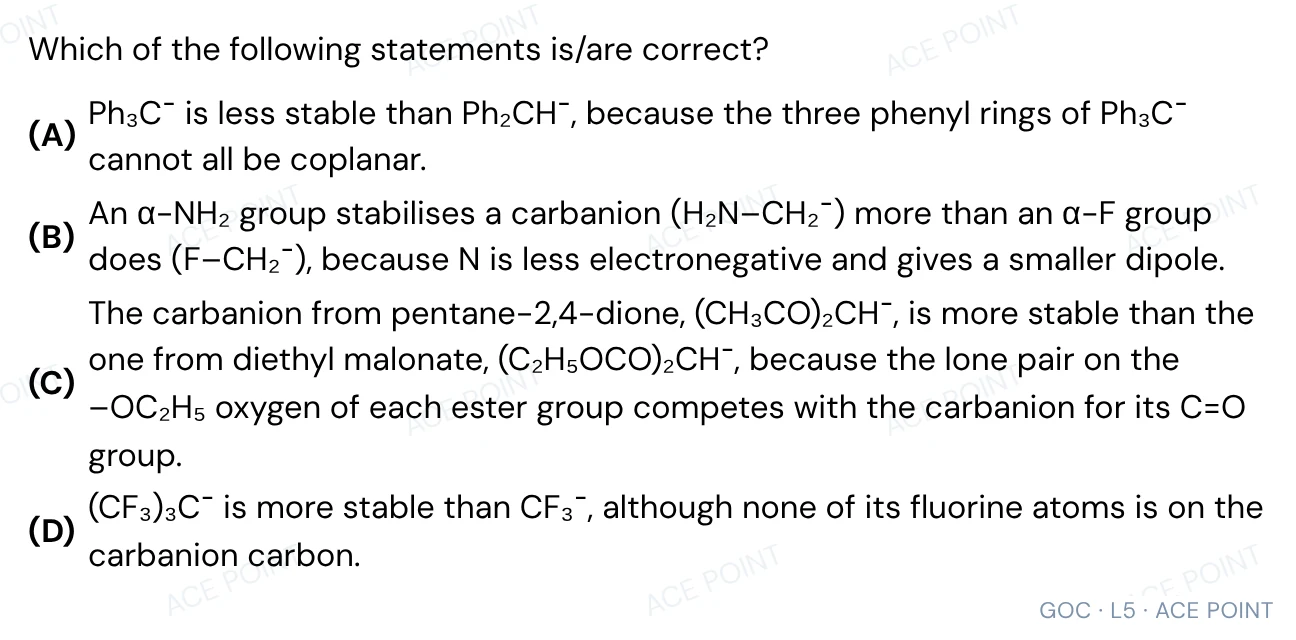 Which of the following statements is/are correct?
(A) Ph₃C⁻ is less stable than Ph₂CH⁻, because the three phenyl rings of Ph₃C⁻
cannot all be coplanar.
(B) An α-NH₂ group stabilises a carbanion (H₂N–CH₂⁻) more than an α-F group
does (F–CH₂⁻), because N is less electronegative and gives a smaller dipole.
(C) The carbanion from pentane-2,4-dione, (CH₃CO)₂CH⁻, is more stable than the
one from diethyl malonate, (C₂H₅OCO)₂CH⁻, because the lone pair on the
–OC₂H₅ oxygen of each ester group competes with the carbanion for its C=O
group.
(D) (CF₃)₃C⁻ is more stable than CF₃⁻, although none of its fluorine atoms is on the
carbanion carbon.
GOC · L5 · ACE POINT